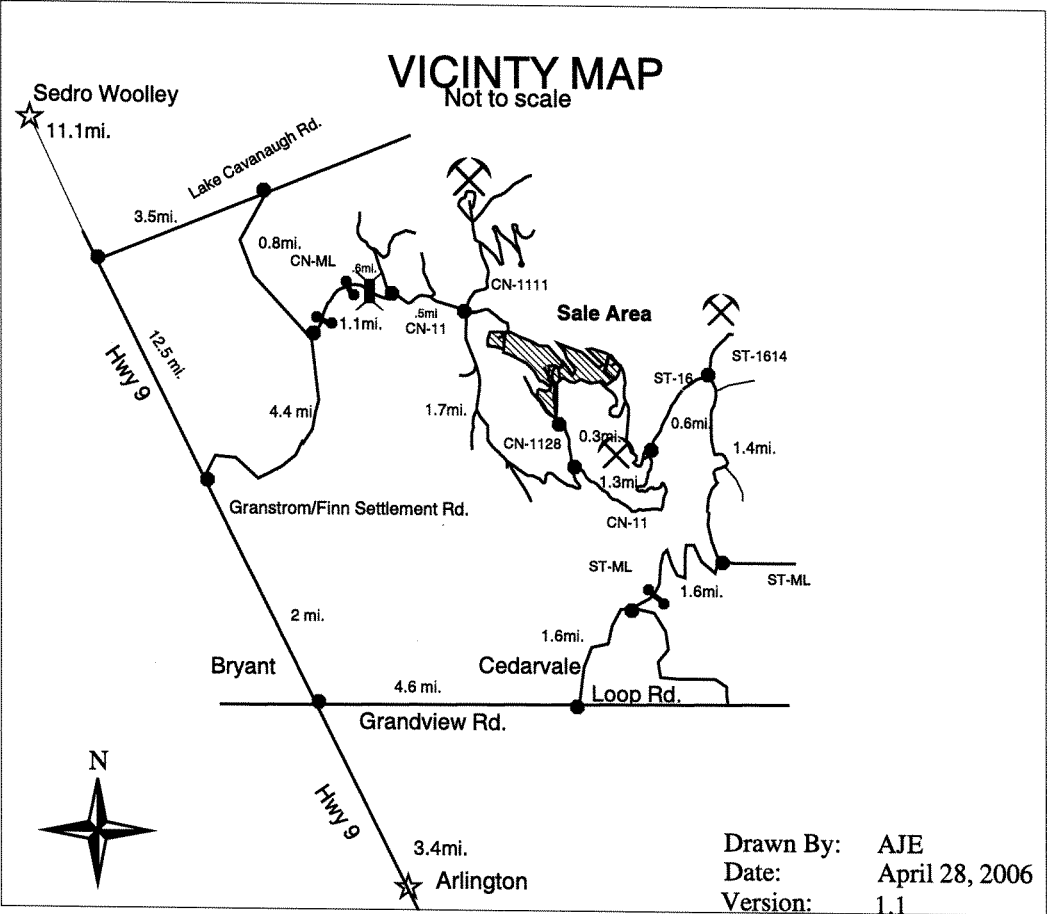 VICINTY MAP
Not to scale
Sedro Woolley
11.1mi.
Lake Cavanaugh Rd.
3.5mi.
0.8mi.
CN-ML
.6mi.
1.1mi.
.5mi
CN-11
CN-1111
Sale Area
ST-1614
ST-16
12.5 mi.
Hwy 9
4.4 mi
1.7mi.
CN-1128
0.3mi.
0.6mi.
1.4mi.
1.3mi
CN-11
Granstrom/Finn Settlement Rd.
ST-ML
ST-ML
1.6mi.
2 mi.
1.6mi.
Bryant
Cedarvale
4.6 mi.
Loop Rd.
Grandview Rd.
N
Hwy 9
3.4mi.
Arlington
Drawn By: AJE
Date: April 28, 2006
Version: 1.1